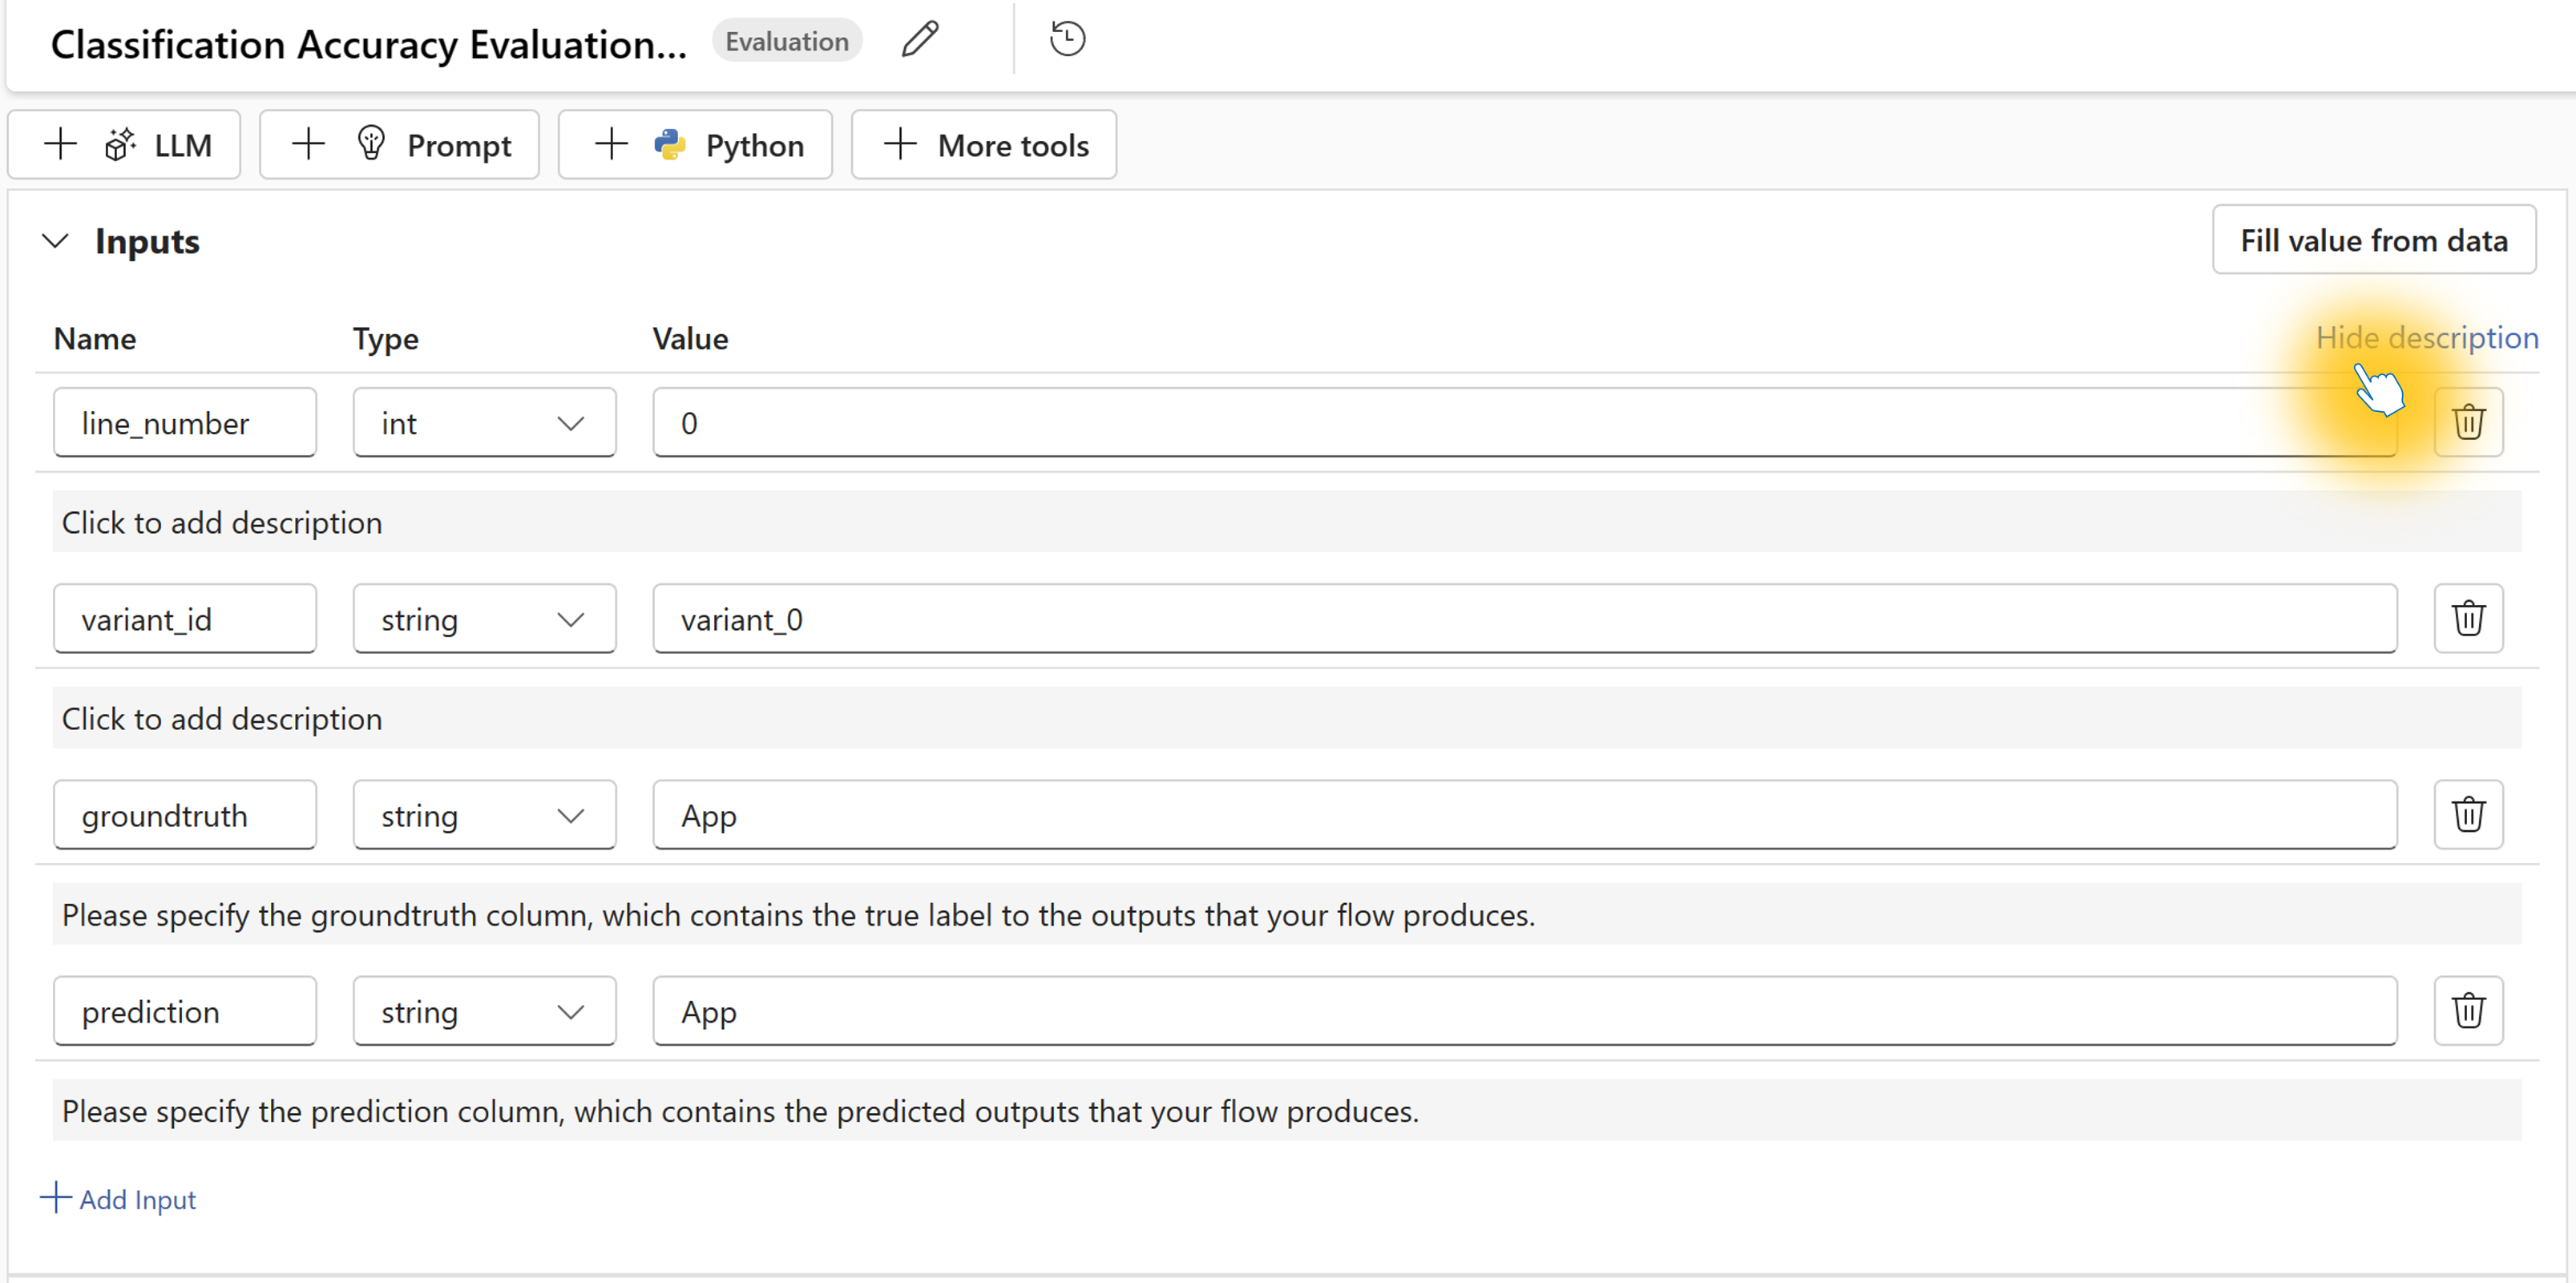 Classification Accuracy Evaluation... Evaluation
LLM Prompt Python More tools
Inputs Fill value from data
Name Type Value Hide description
line_number int 0
Click to add description
variant_id string variant_0
Click to add description
groundtruth string App
Please specify the groundtruth column, which contains the true label to the outputs that your flow produces.
prediction string App
Please specify the prediction column, which contains the predicted outputs that your flow produces.
Add Input